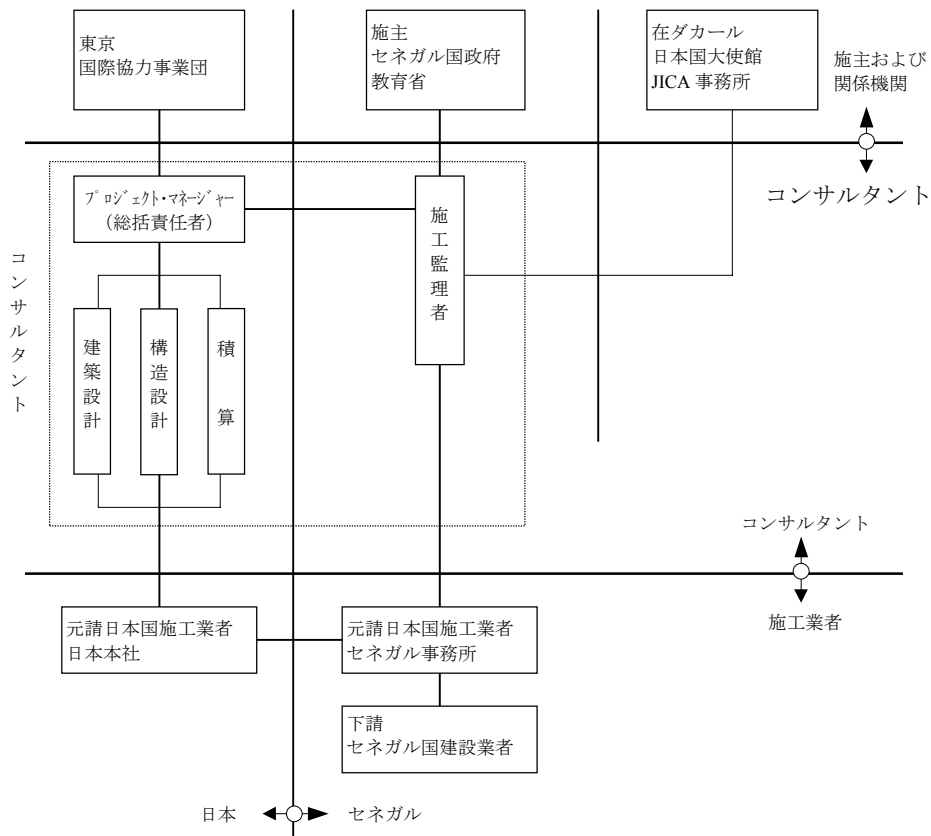 東京
国際協力事業団
施主
セネガル国政府
教育省
在ダカール
日本国大使館
JICA 事務所
施主および
関係機関
コンサルタント
プロジェクト・マネージャー
（総括責任者）
施工監理者
コンサルタント
建築設計
構造設計
積算
コンサルタント
施工業者
元請日本国施工業者
日本本社
元請日本国施工業者
セネガル事務所
下請
セネガル国建設業者
日本
セネガル